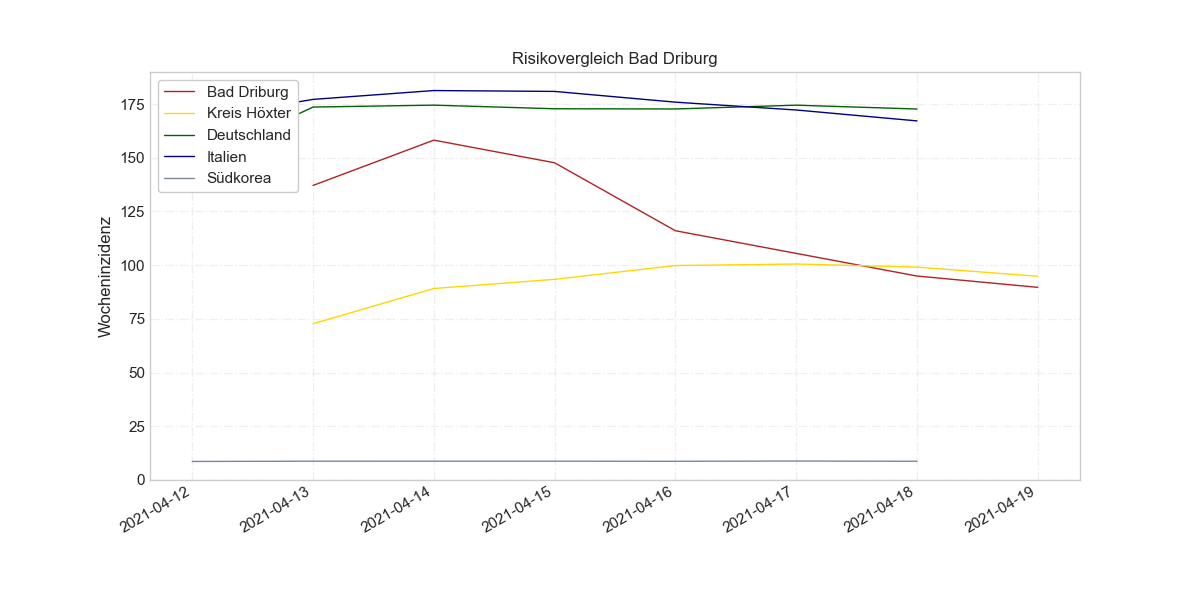 Risikovergleich Bad Driburg
Bad Driburg
Kreis Höxter
Deutschland
Italien
Südkorea
Wocheninzidenz
175
150
125
100
75
50
25
0
2021-04-12
2021-04-13
2021-04-14
2021-04-15
2021-04-16
2021-04-17
2021-04-18
2021-04-19